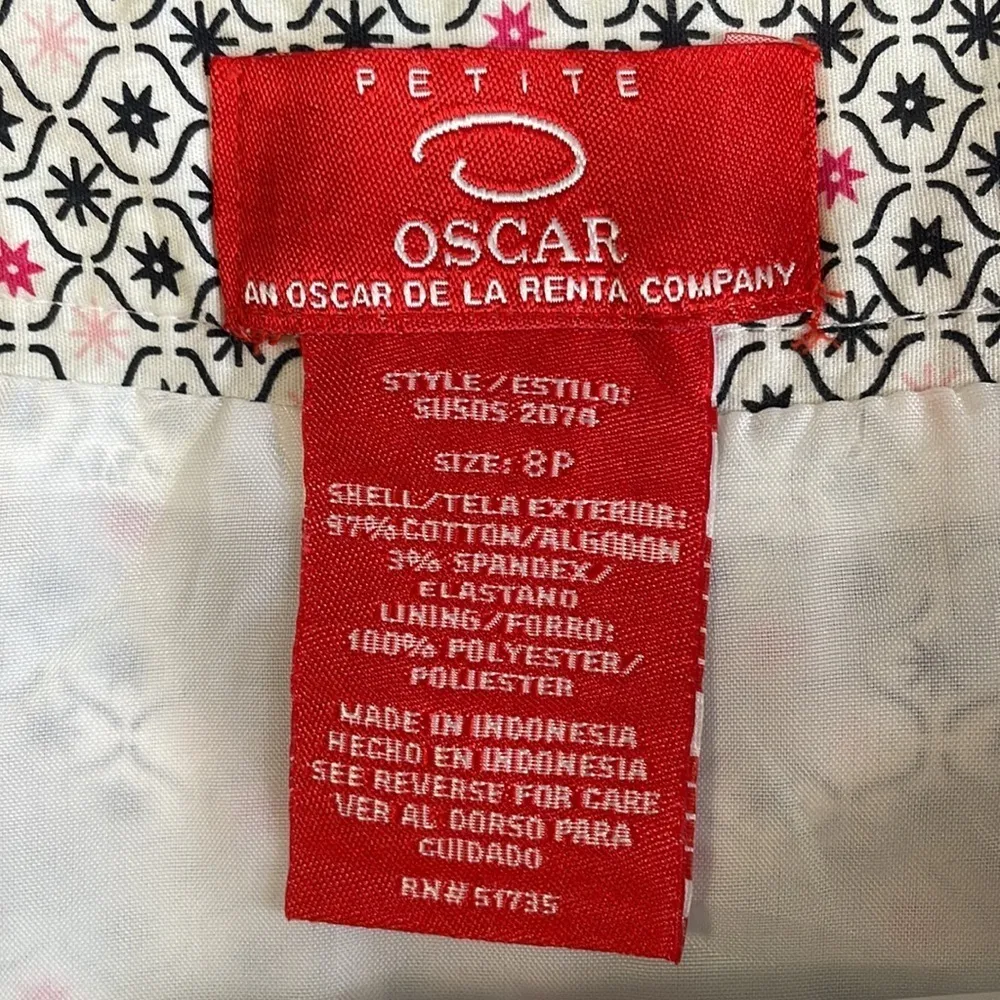 PETITE
OSCAR
AN OSCAR DE LA RENTA COMPANY
STYLE/ESTILO:
SUSOS 2074
SIZE: 8P
SHELL/TELA EXTERIOR:
97% COTTON/ALGODON
3% SPANDEX/
ELASTANO
LINING/FORRO:
100% POLYESTER/
POLIESTER
MADE IN INDONESIA
HECHO EN INDONESIA
SEE REVERSE FOR CARE
VER AL DORSO PARA
CUIDADO
RN# 51735